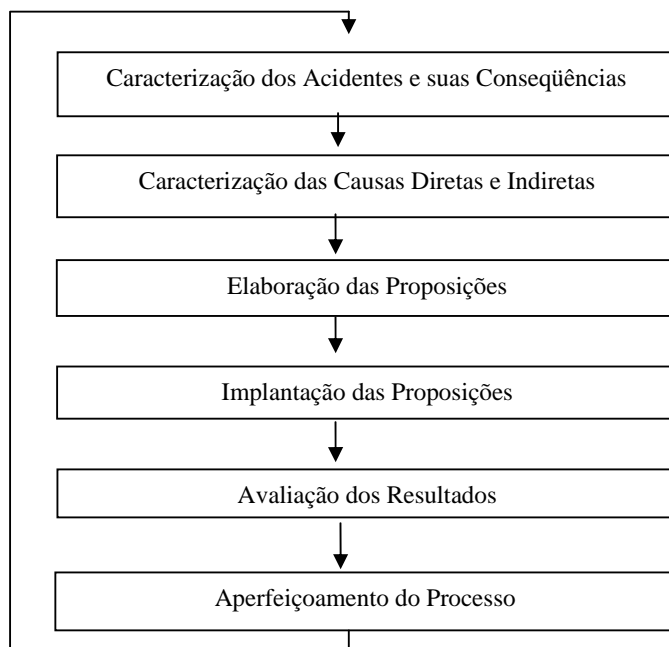 Caracterização dos Acidentes e suas Conseqüências
Caracterização das Causas Diretas e Indiretas
Elaboração das Proposições
Implantação das Proposições
Avaliação dos Resultados
Aperfeiçoamento do Processo